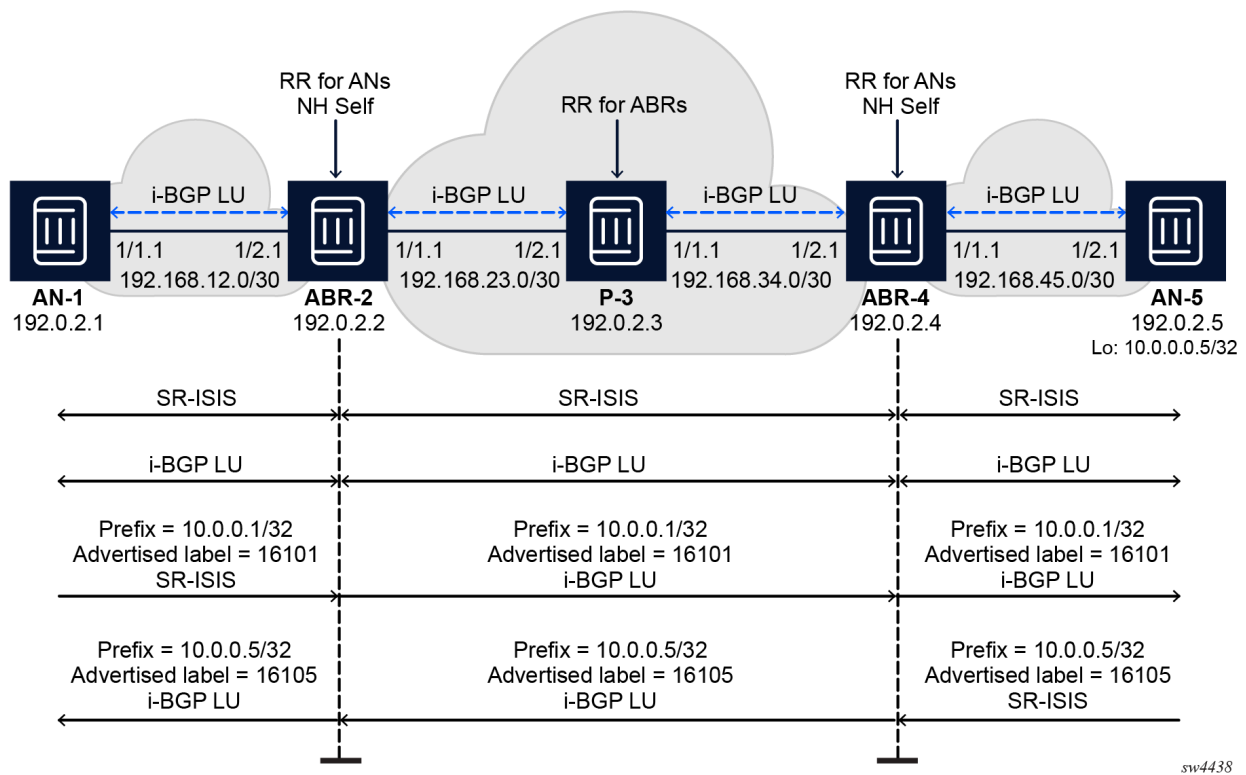 RR for ANs
NH Self
RR for ABRs
RR for ANs
NH Self
i-BGP LU
i-BGP LU
i-BGP LU
i-BGP LU
1/1.1 1/2.1
1/1.1 1/2.1
1/1.1 1/2.1
1/1.1 1/2.1
192.168.12.0/30
192.168.23.0/30
192.168.34.0/30
192.168.45.0/30
AN-1
192.0.2.1
ABR-2
192.0.2.2
P-3
192.0.2.3
ABR-4
192.0.2.4
AN-5
192.0.2.5
Lo: 10.0.0.0.5/32
SR-ISIS
SR-ISIS
SR-ISIS
i-BGP LU
i-BGP LU
i-BGP LU
Prefix = 10.0.0.1/32
Advertised label = 16101
SR-ISIS
Prefix = 10.0.0.1/32
Advertised label = 16101
i-BGP LU
Prefix = 10.0.0.1/32
Advertised label = 16101
i-BGP LU
Prefix = 10.0.0.5/32
Advertised label = 16105
i-BGP LU
Prefix = 10.0.0.5/32
Advertised label = 16105
i-BGP LU
Prefix = 10.0.0.5/32
Advertised label = 16105
SR-ISIS
sw4438